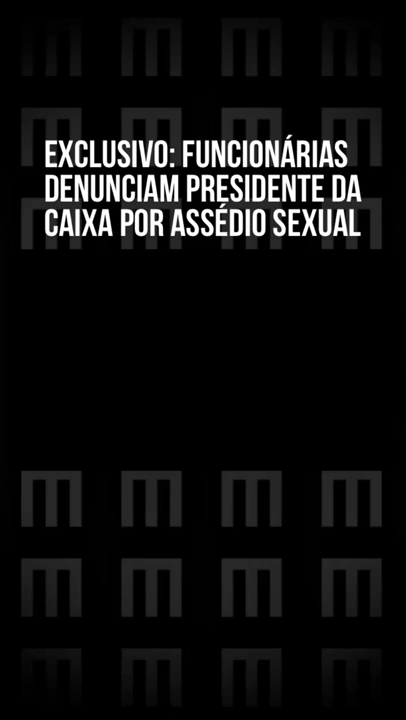 EXCLUSIVO: FUNCIONÁRIAS
DENUNCIAM PRESIDENTE DA
CAIXA POR ASSÉDIO SEXUAL